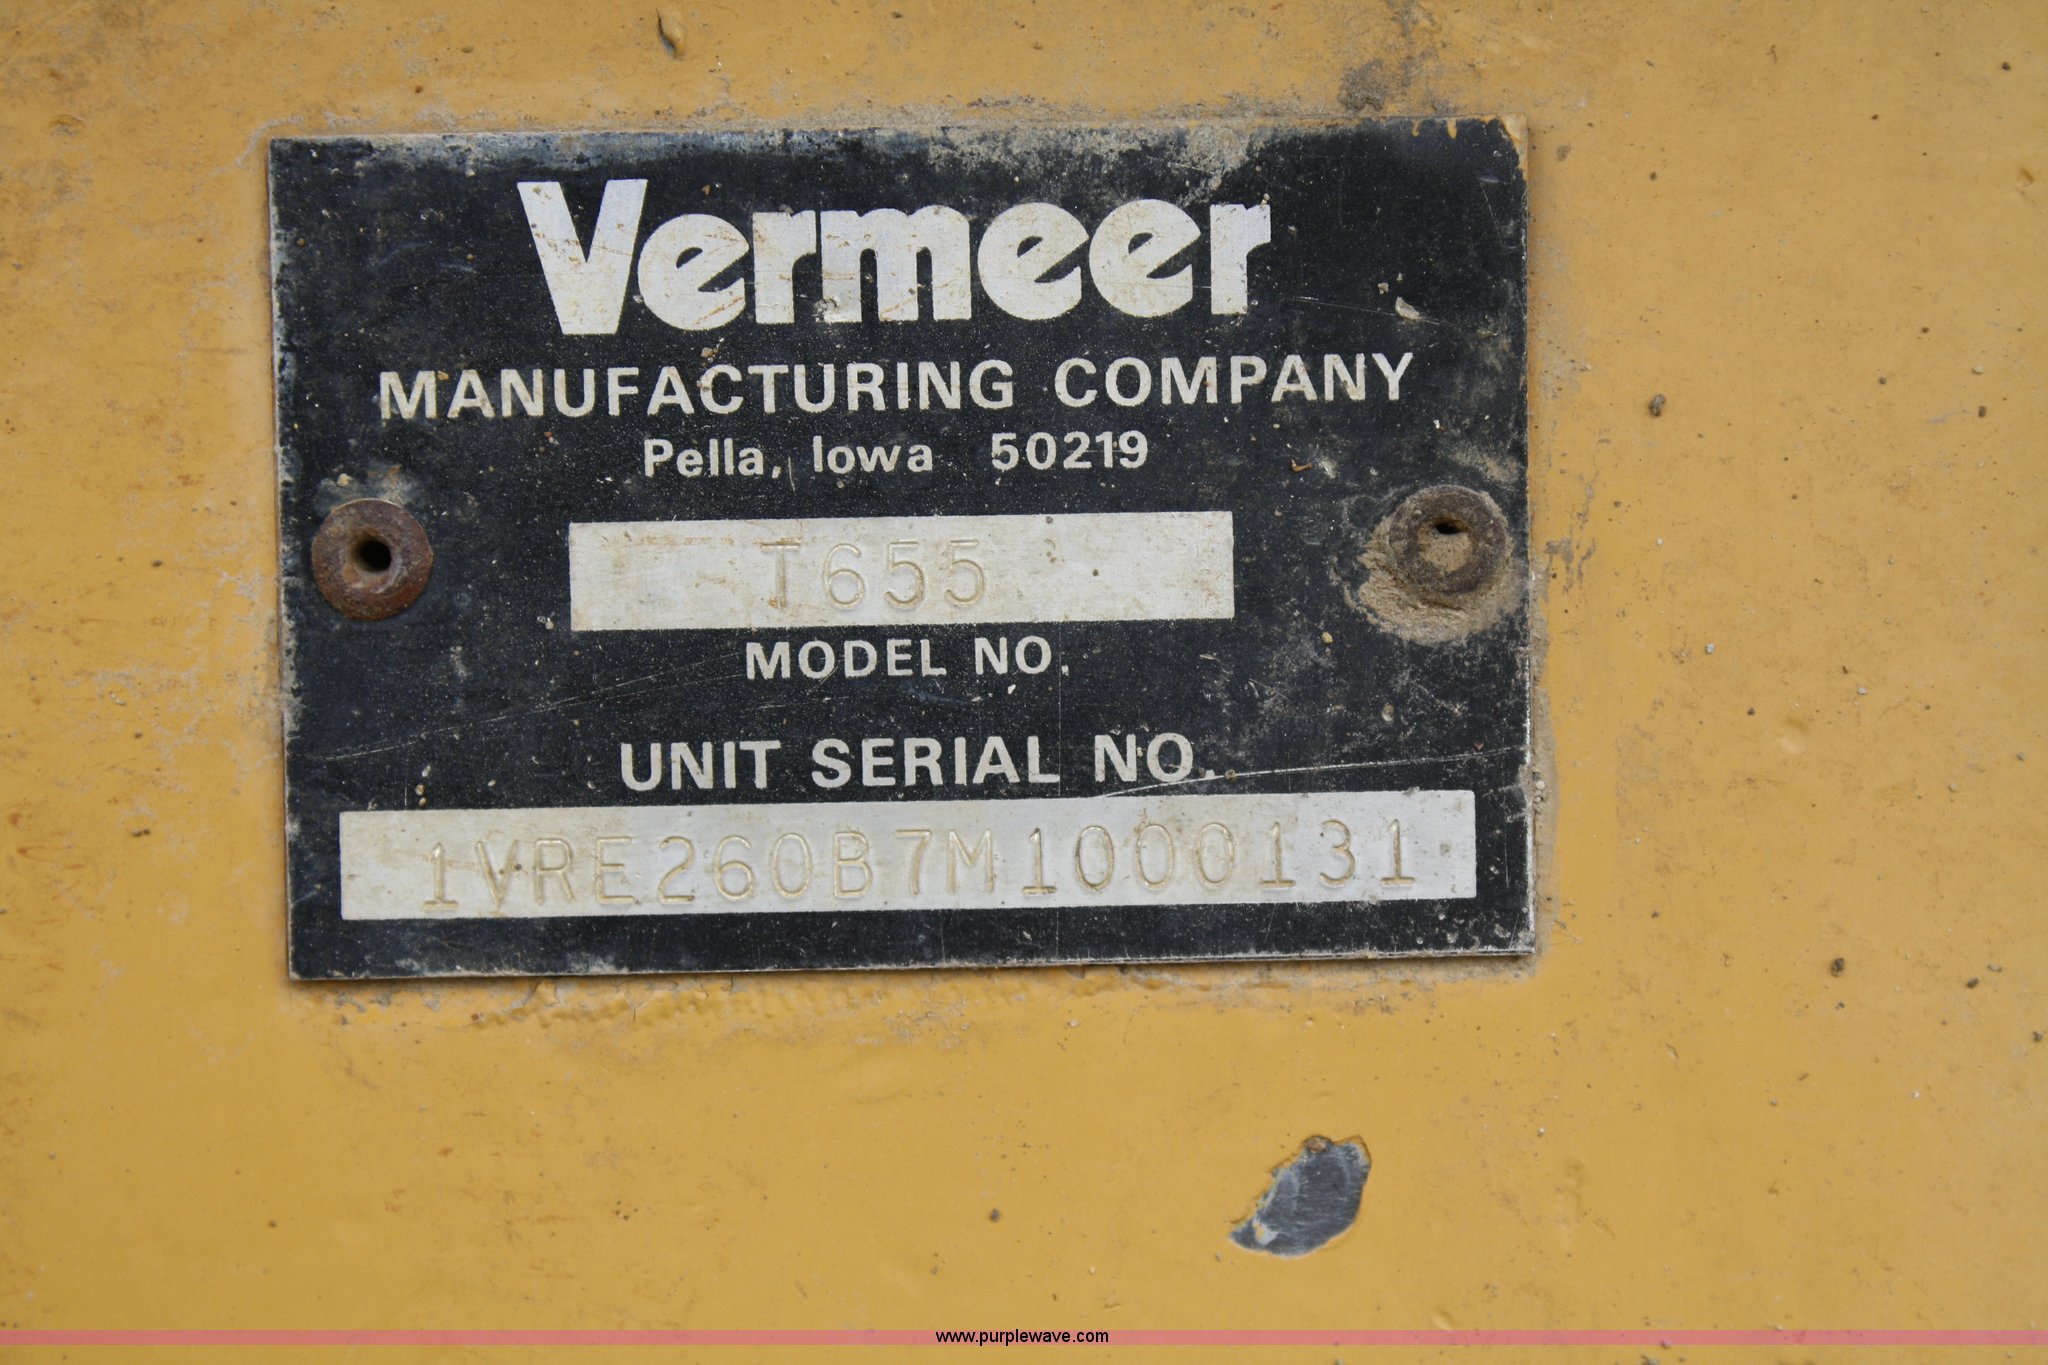 Vermeer
MANUFACTURING COMPANY
Pella, Iowa 50219
T655
MODEL NO.
UNIT SERIAL NO.
1VRE260B7M1000131
www.purplewave.com